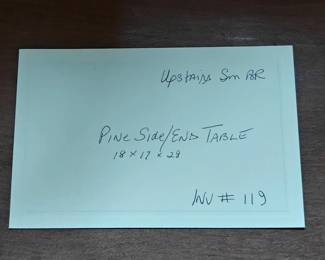 Upstairs Sm BR
Pine Side/End Table
18 x 17 x 28
INV # 119